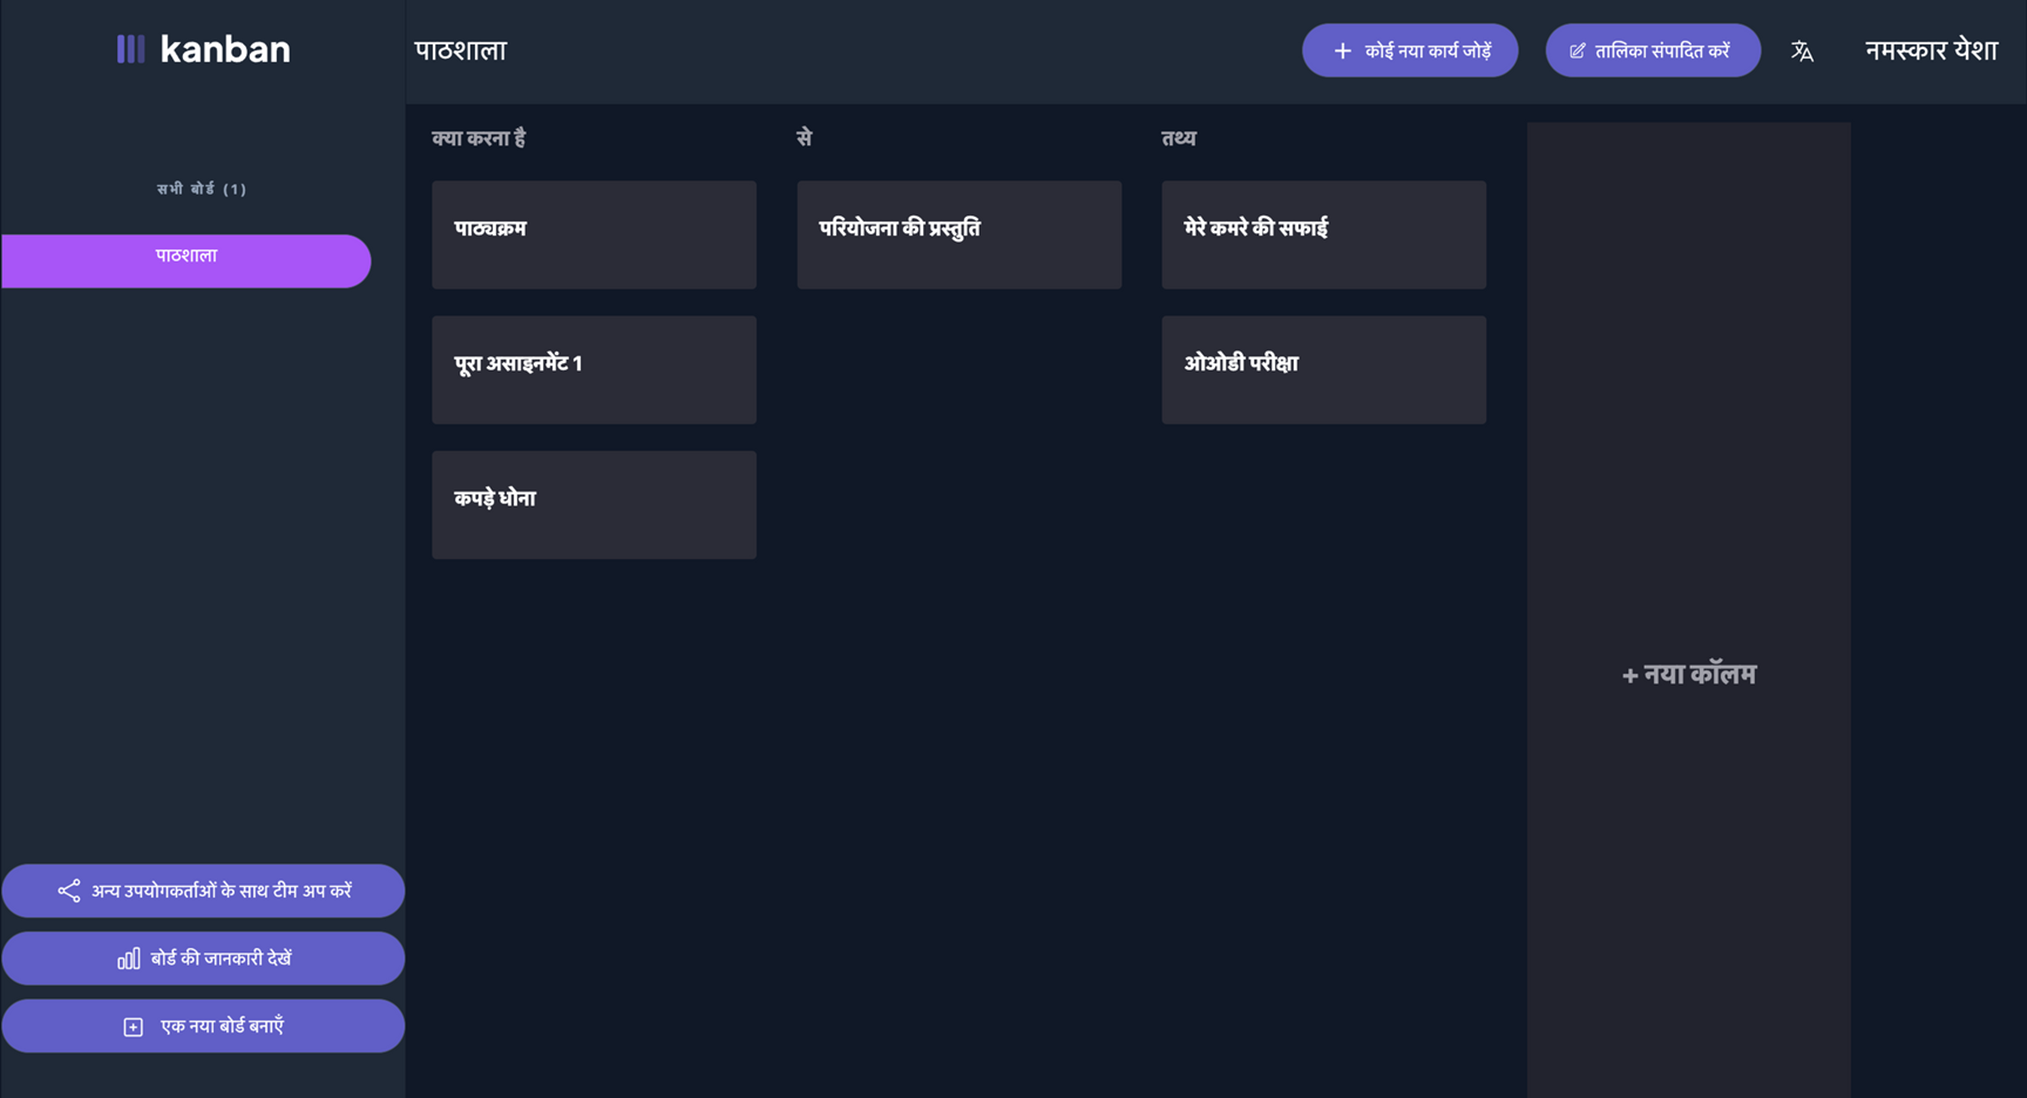 kanban
पाठशाला
कोई नया कार्य जोड़ें
तालिका संपादित करें
नमस्कार येशा
सभी बोर्ड (1)
पाठशाला
क्या करना है
से
तथ्य
पाठ्यक्रम
परियोजना की प्रस्तुति
मेरे कमरे की सफाई
पूरा असाइनमेंट 1
ओओडी परीक्षा
कपड़े धोना
+ नया कॉलम
अन्य उपयोगकर्ताओं के साथ टीम अप करें
बोर्ड की जानकारी देखें
एक नया बोर्ड बनाएँ